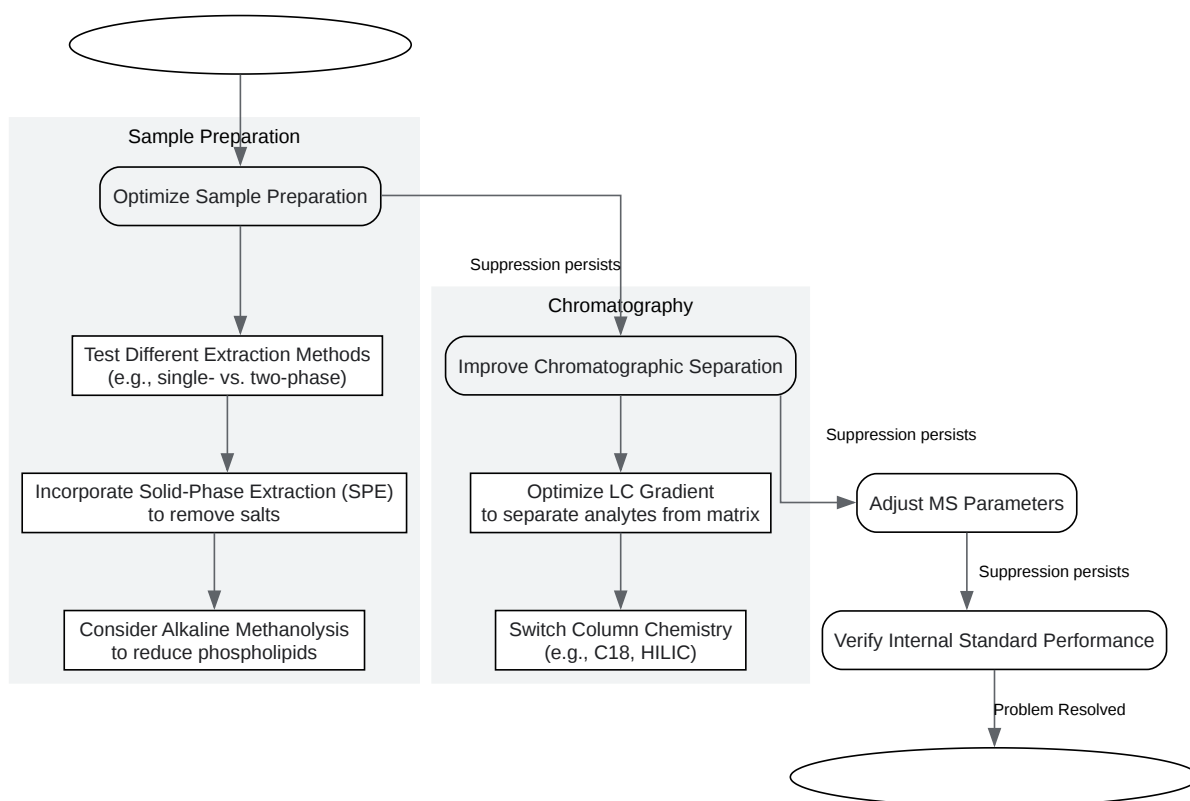 Sample Preparation
Optimize Sample Preparation
Suppression persists
Chromatography
Test Different Extraction Methods
(e.g., single- vs. two-phase)
Improve Chromatographic Separation
Suppression persists
Incorporate Solid-Phase Extraction (SPE)
to remove salts
Optimize LC Gradient
to separate analytes from matrix
Adjust MS Parameters
Suppression persists
Consider Alkaline Methanolysis
to reduce phospholipids
Switch Column Chemistry
(e.g., C18, HILIC)
Verify Internal Standard Performance
Problem Resolved